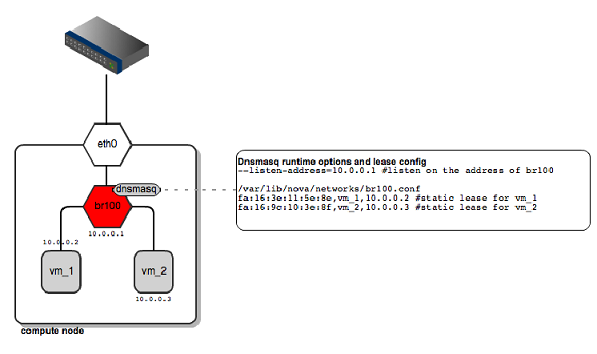 eth0
Dnsmasq runtime options and lease config
--listen-address=10.0.0.1 #listen on the address of br100
dnsmasq
/var/lib/nova/networks/br100.conf
fa:16:3e:11:5e:8e,vm_1,10.0.0.2 #static lease for vm_1
fa:16:9c:10:3e:8f,vm_2,10.0.0.3 #static lease for vm_2
br100
10.0.0.1
10.0.0.2
vm_1
vm_2
10.0.0.3
compute node